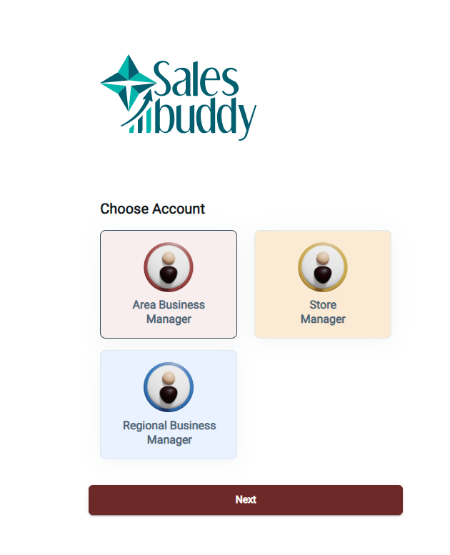 Sales
buddy
Choose Account
Area Business
Manager
Store
Manager
Regional Business
Manager
Next